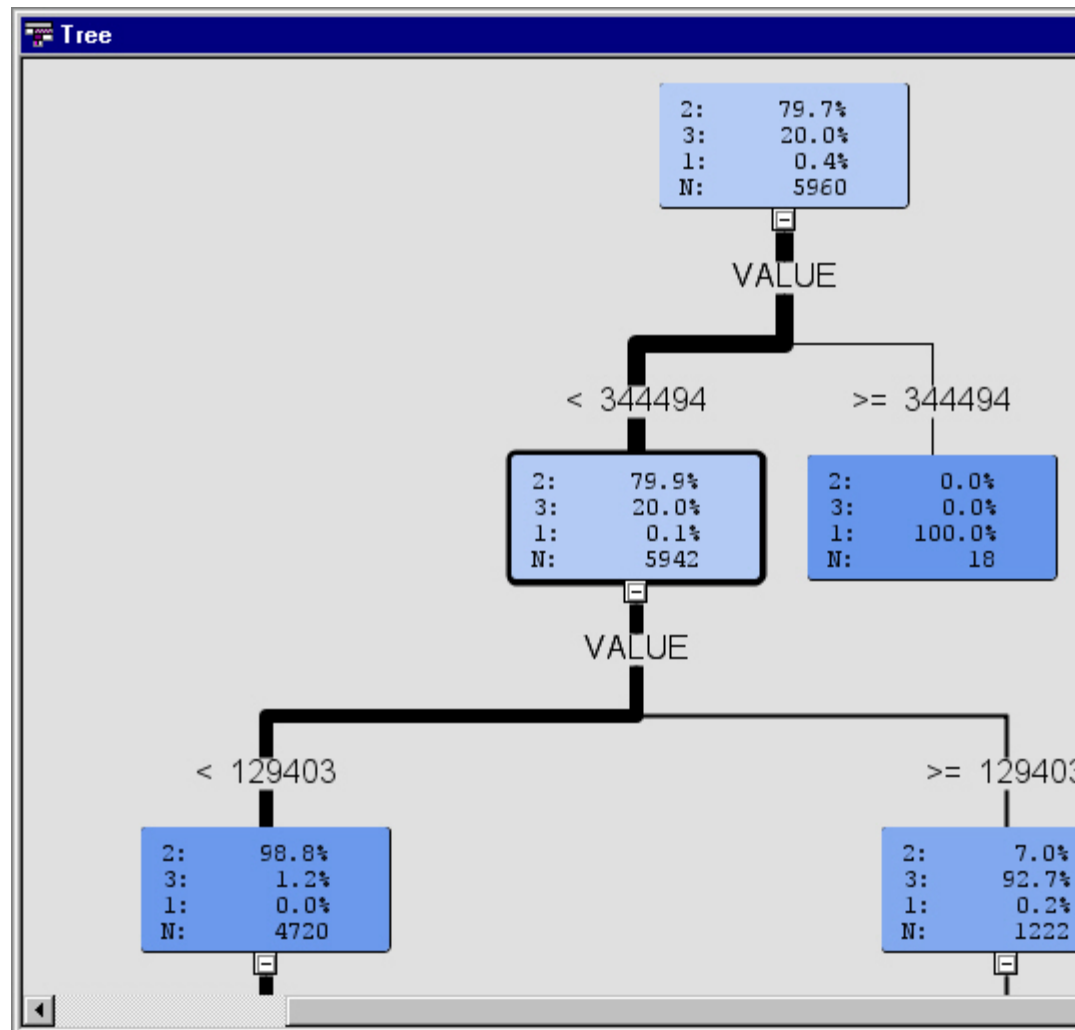 Tree
2: 79.7%
3: 20.0%
1: 0.4%
N: 5960
VALUE
< 344494
>= 344494
2: 79.9%
3: 20.0%
1: 0.1%
N: 5942
2: 0.0%
3: 0.0%
1: 100.0%
N: 18
VALUE
< 129403
>= 129403
2: 98.8%
3: 1.2%
1: 0.0%
N: 4720
2: 7.0%
3: 92.7%
1: 0.2%
N: 1222